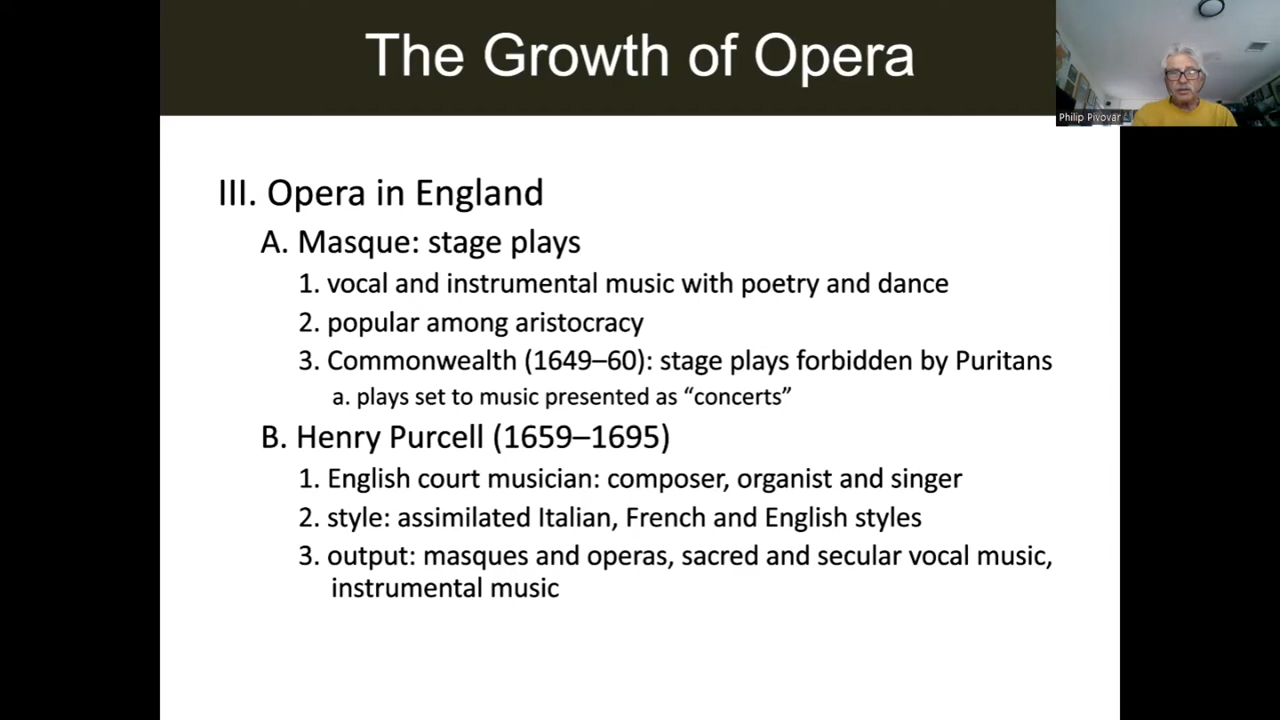 The Growth of Opera
Philip Pivovar
III. Opera in England
A. Masque: stage plays
1. vocal and instrumental music with poetry and dance
2. popular among aristocracy
3. Commonwealth (1649–60): stage plays forbidden by Puritans
a. plays set to music presented as “concerts”
B. Henry Purcell (1659–1695)
1. English court musician: composer, organist and singer
2. style: assimilated Italian, French and English styles
3. output: masques and operas, sacred and secular vocal music,
instrumental music